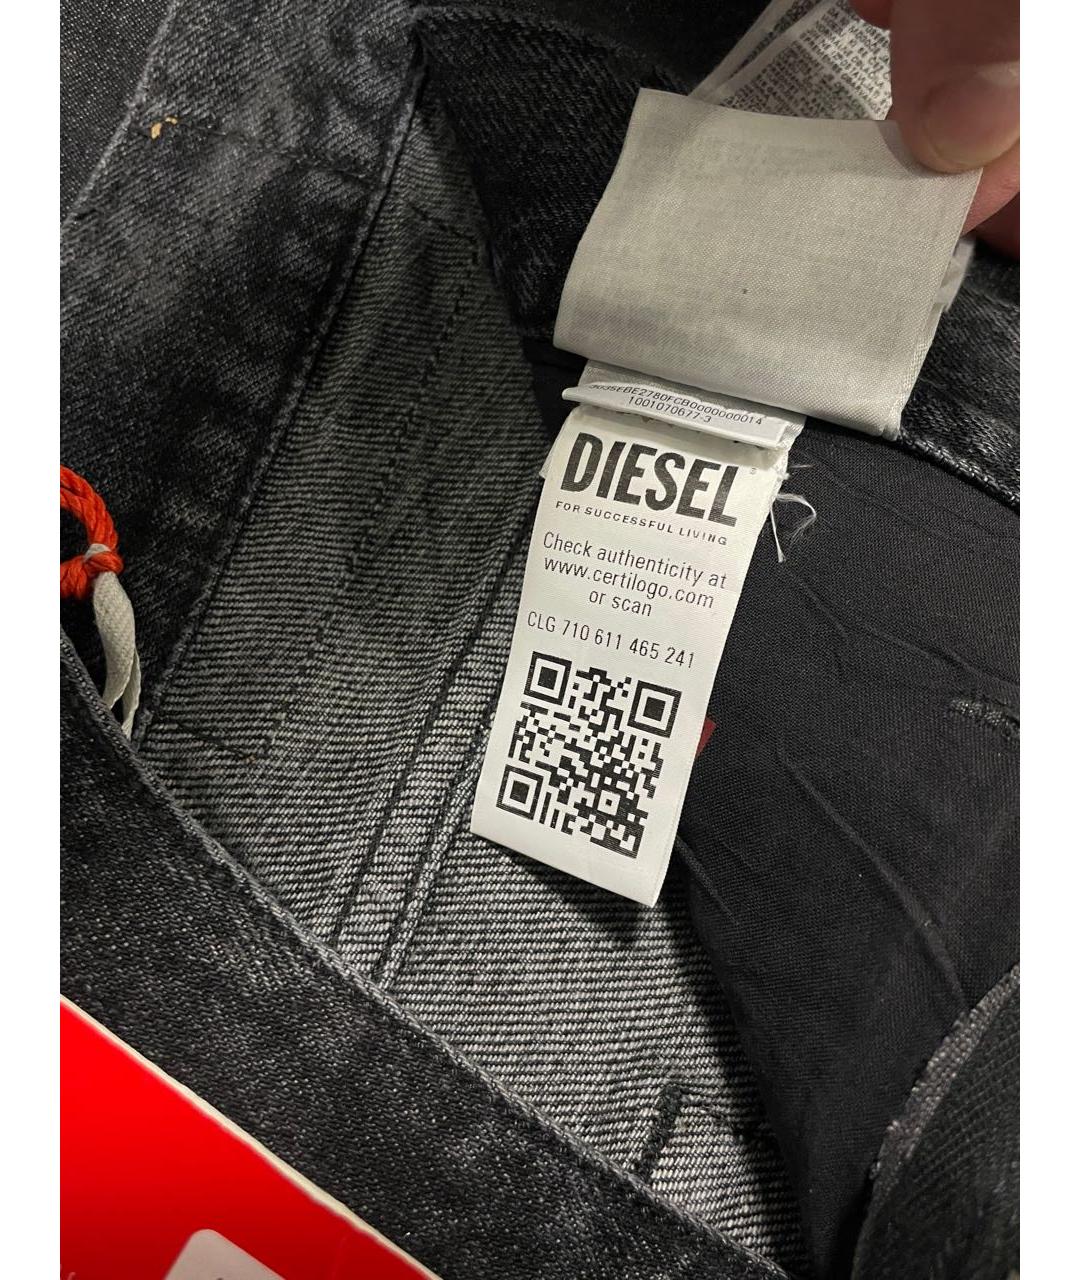 3035EBE2780FCB0000000014
1001070677-3
DIESEL
FOR SUCCESSFUL LIVING
Check authenticity at
www.certilogo.com
or scan
CLG 710 611 465 241